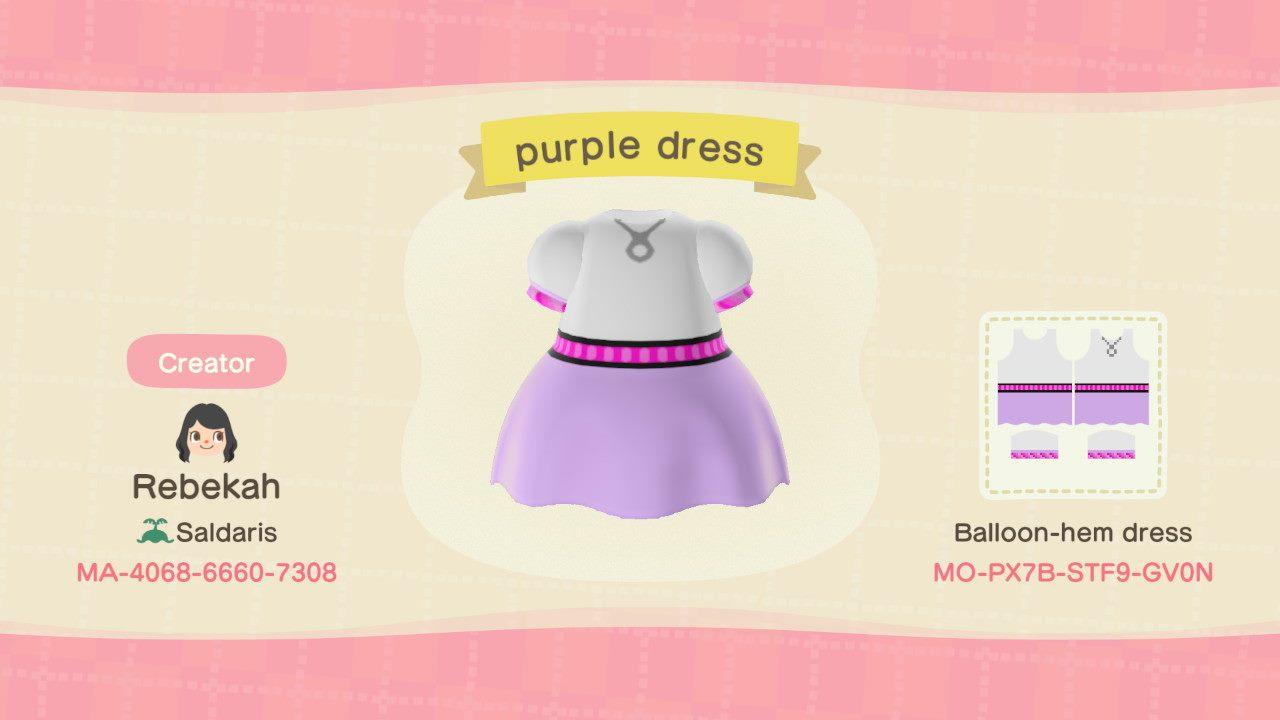 purple dress
Creator
Rebekah
Saldaris
MA-4068-6660-7308
Balloon-hem dress
MO-PX7B-STF9-GV0N